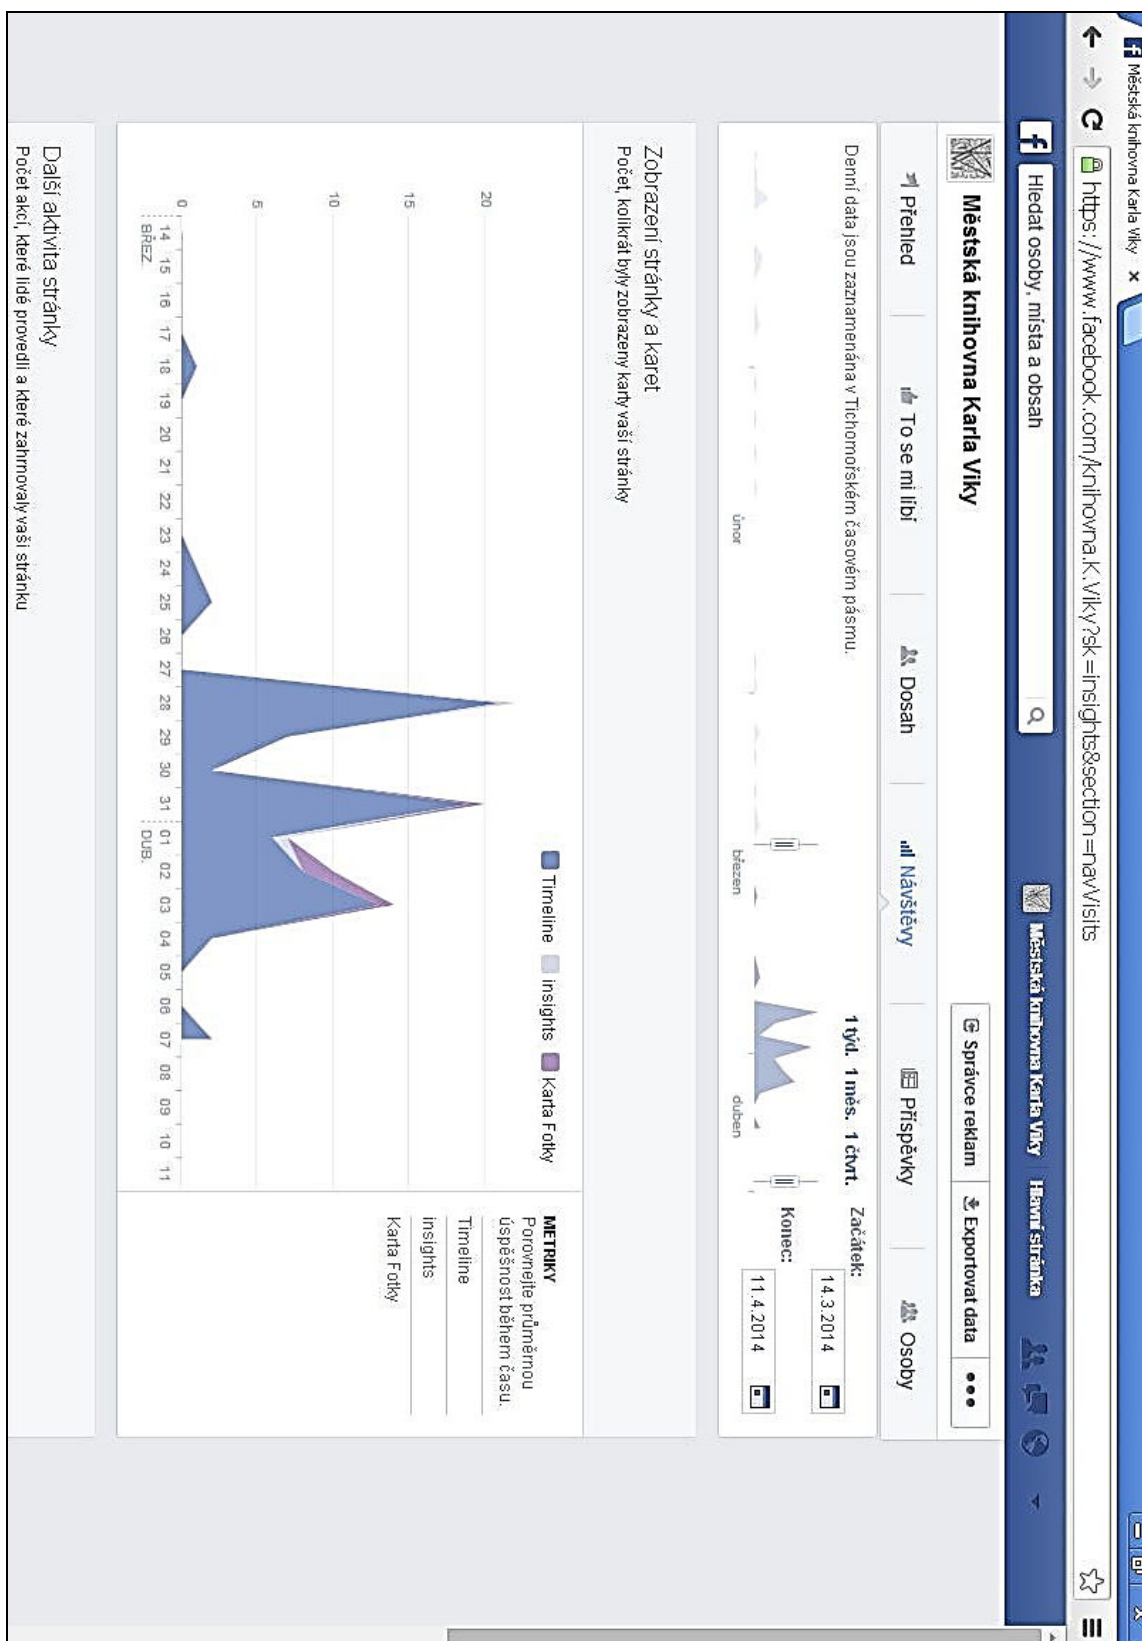 Městská knihovna Karla Viky
https://www.facebook.com/knihovna.K.Viky?sk=insights&section=navVisits
Hledat osoby, místa a obsah
Městská knihovna Karla Viky
Hlavní stránka
Městská knihovna Karla Viky
Správce reklam
Exportovat data
Přehled
To se mi líbí
Dosah
Návštěvy
Příspěvky
Osoby
Denní data jsou zaznamenána v Tichomořském časovém pásmu.
1 týd. 1 měs. 1 čtvrt.
Začátek:
14.3.2014
Konec:
11.4.2014
únor
březen
duben
Zobrazení stránky a karet
Počet, kolikrát byly zobrazeny karty vaší stránky
Timeline insights Karta Fotky
20
15
10
5
0
14 15 16 17 18 19 20 21 22 23 24 25 26 27 28 29 30 31 01 02 03 04 05 06 07 08 09 10 11
BŘEZ.
DUB.
METRIKY
Porovnejte průměrnou
úspěšnost během času.
Timeline
insights
Karta Fotky
Další aktivita stránky
Počet akcí, které lidé provedli a které zahrnovaly vaši stránku